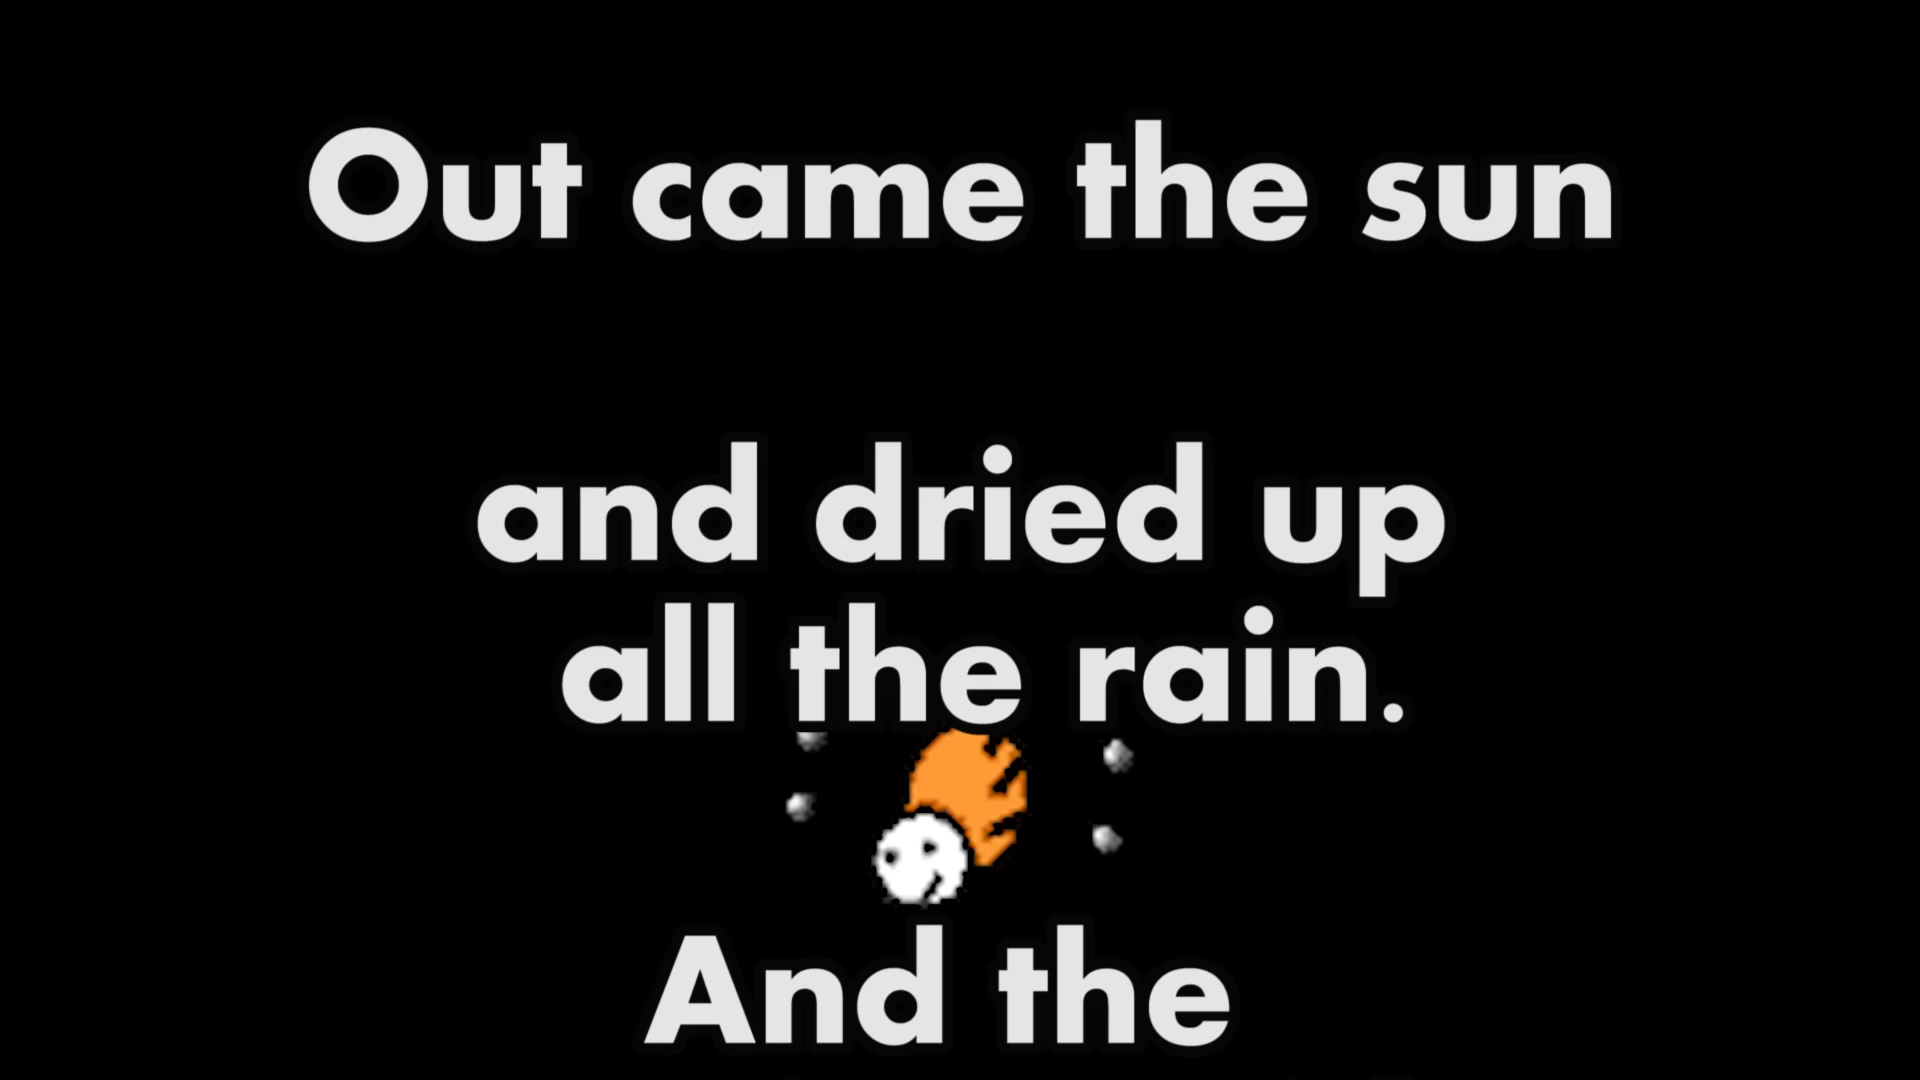 Out came the sun
and dried up
all the rain.
And the